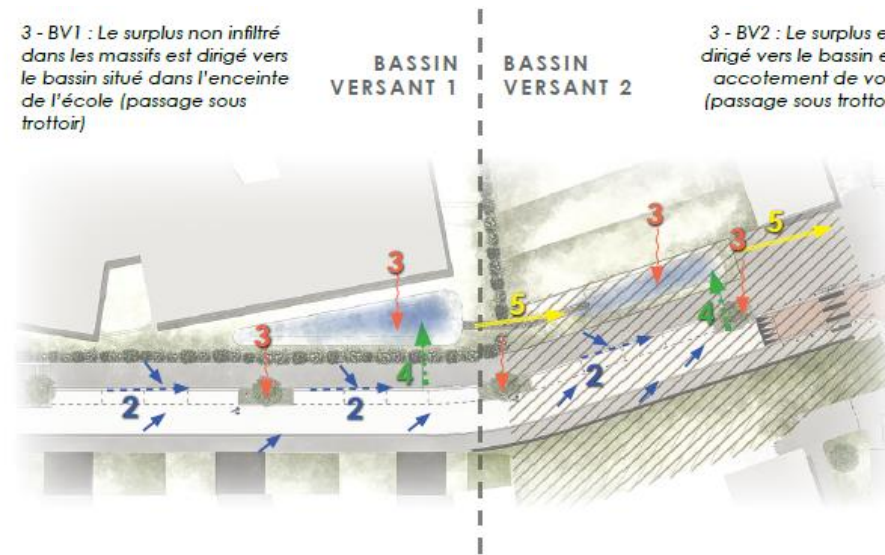 3 - BV1 : Le surplus non infiltré
dans les massifs est dirigé vers
le bassin situé dans l'enceinte
de l'école (passage sous
trottoir)
BASSIN
VERSANT 1
BASSIN
VERSANT 2
3 - BV2 : Le surplus e
dirigé vers le bassin e
accotement de vo
(passage sous trotto
3
3
5
4
2
2
3
3
5
4
2